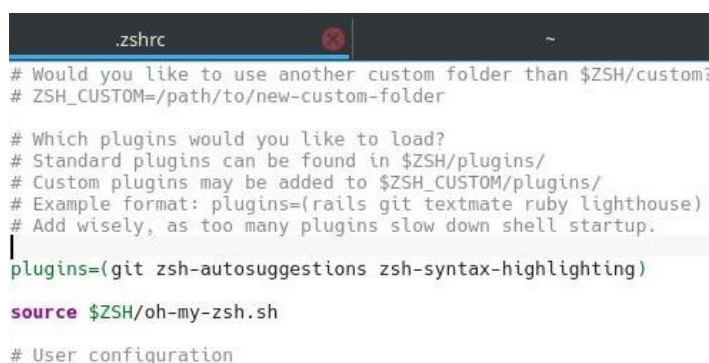 .zshrc
~
# Would you like to use another custom folder than $ZSH/custom?
# ZSH_CUSTOM=/path/to/new-custom-folder
# Which plugins would you like to load?
# Standard plugins can be found in $ZSH/plugins/
# Custom plugins may be added to $ZSH_CUSTOM/plugins/
# Example format: plugins=(rails git textmate ruby lighthouse)
# Add wisely, as too many plugins slow down shell startup.
plugins=(git zsh-autosuggestions zsh-syntax-highlighting)
source $ZSH/oh-my-zsh.sh
# User configuration